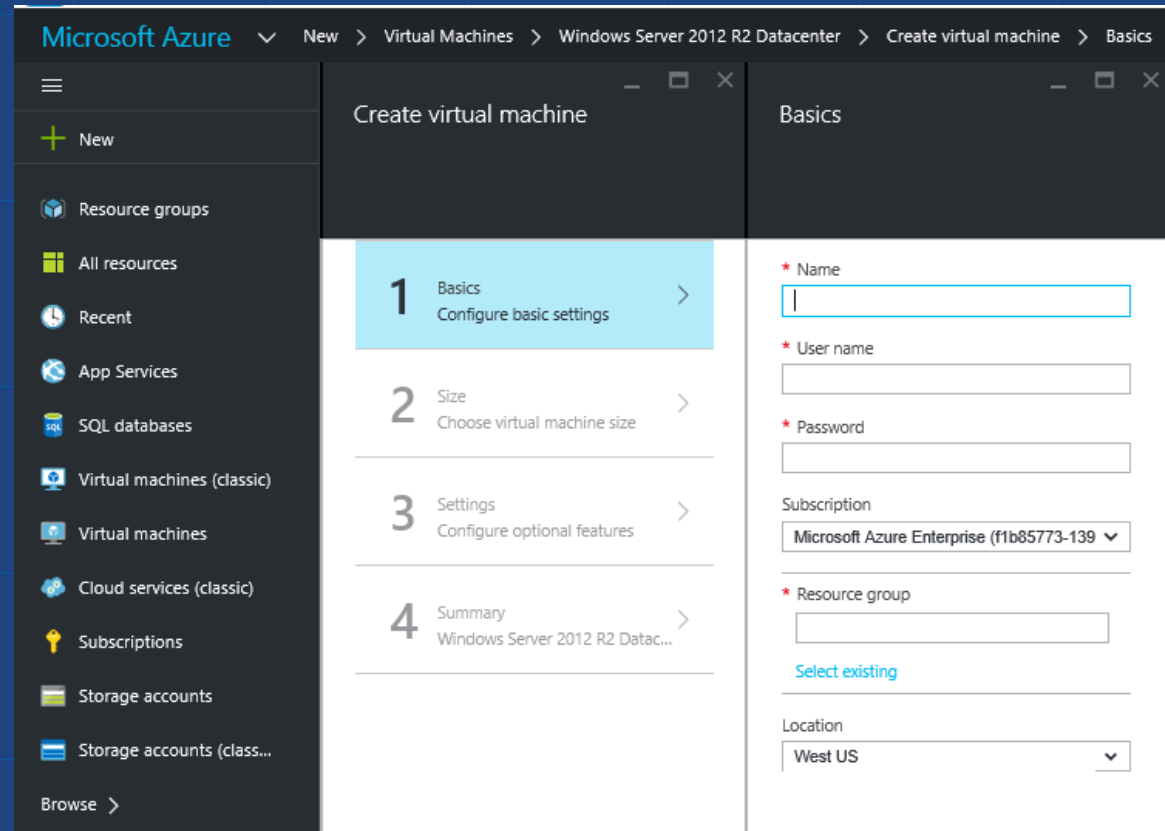 Microsoft Azure New > Virtual Machines > Windows Server 2012 R2 Datacenter > Create virtual machine > Basics
New
Resource groups
All resources
Recent
App Services
SQL databases
Virtual machines (classic)
Virtual machines
Cloud services (classic)
Subscriptions
Storage accounts
Storage accounts (class...
Browse >
Create virtual machine
1
Basics
Configure basic settings
2
Size
Choose virtual machine size
3
Settings
Configure optional features
4
Summary
Windows Server 2012 R2 Datac...
Basics
* Name
* User name
* Password
Subscription
Microsoft Azure Enterprise (f1b85773-139
* Resource group
Select existing
Location
West US